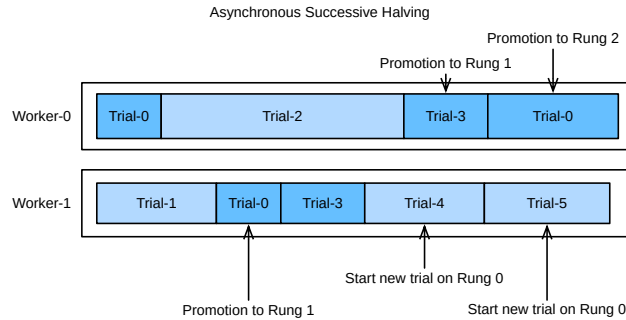 Asynchronous Successive Halving
Promotion to Rung 2
Promotion to Rung 1
Worker-0
Trial-0
Trial-2
Trial-3
Trial-0
Worker-1
Trial-1
Trial-0
Trial-3
Trial-4
Trial-5
Start new trial on Rung 0
Promotion to Rung 1
Start new trial on Rung 0